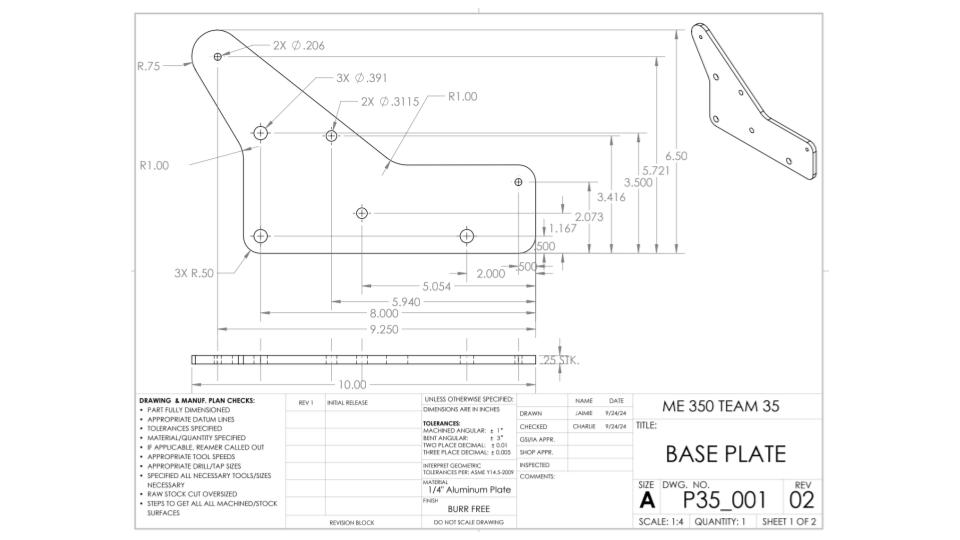 2X ∅.206
R.75
3X ∅.391
2X ∅.3115
R1.00
R1.00
6.50
5.721
3.500
3.416
2.073
1.167
.500
3X R.50
.500
2.000
5.054
5.940
8.000
9.250
.25 STK.
10.00
DRAWING & MANUF. PLAN CHECKS:
• PART FULLY DIMENSIONED
• APPROPRIATE DATUM LINES
• TOLERANCES SPECIFIED
• MATERIAL/QUANTITY SPECIFIED
• IF APPLICABLE, REAMER CALLED OUT
• APPROPRIATE TOOL SPEEDS
• APPROPRIATE DRILL/TAP SIZES
• SPECIFIED ALL NECESSARY TOOLS/SIZES
NECESSARY
• RAW STOCK CUT OVERSIZED
• STEPS TO GET ALL ALL MACHINED/STOCK
SURFACES
REV 1 INITIAL RELEASE
REVISION BLOCK
UNLESS OTHERWISE SPECIFIED:
DIMENSIONS ARE IN INCHES
TOLERANCES:
MACHINED ANGULAR: ± 1°
BENT ANGULAR: ± 3°
TWO PLACE DECIMAL: ± 0.01
THREE PLACE DECIMAL: ± 0.005
INTERPRET GEOMETRIC
TOLERANCES PER: ASME Y14.5-2009
MATERIAL
1/4" Aluminum Plate
FINISH
BURR FREE
DO NOT SCALE DRAWING
NAME DATE
DRAWN JAIMIE 9/24/24
CHECKED CHARLIE 9/24/24
GSI/IA APPR.
SHOP APPR.
INSPECTED
COMMENTS:
ME 350 TEAM 35
TITLE:
BASE PLATE
SIZE DWG. NO. REV
A P35_001 02
SCALE: 1:4 QUANTITY: 1 SHEET 1 OF 2